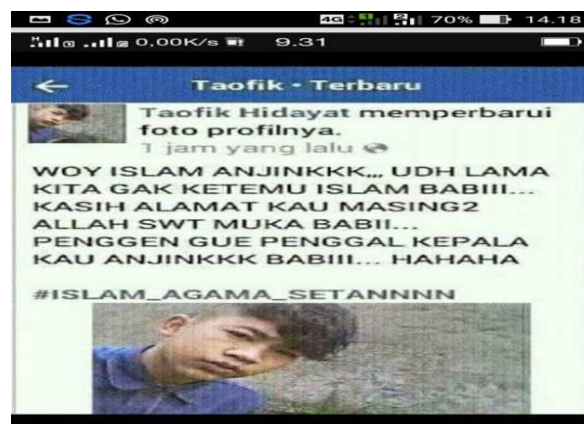 4G 70% 14.18
0,00K/s 9.31
Taofik • Terbaru
Taofik Hidayat memperbarui
foto profilnya.
1 jam yang lalu
WOY ISLAM ANJINKKK,,, UDH LAMA
KITA GAK KETEMU ISLAM BABIII...
KASIH ALAMAT KAU MASING2
ALLAH SWT MUKA BABII...
PENGGEN GUE PENGGAL KEPALA
KAU ANJINKKK BABIII... HAHAHA
#ISLAM_AGAMA_SETANNNN